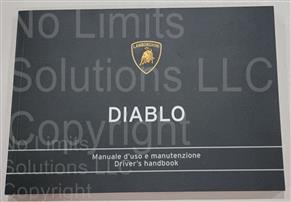 No Limits
Solutions LLC
Copyright
LAMBORGHINI
DIABLO
Manuale d'uso e manutenzione
Driver's handbook
No Limits
Solutions LLC
Copyright